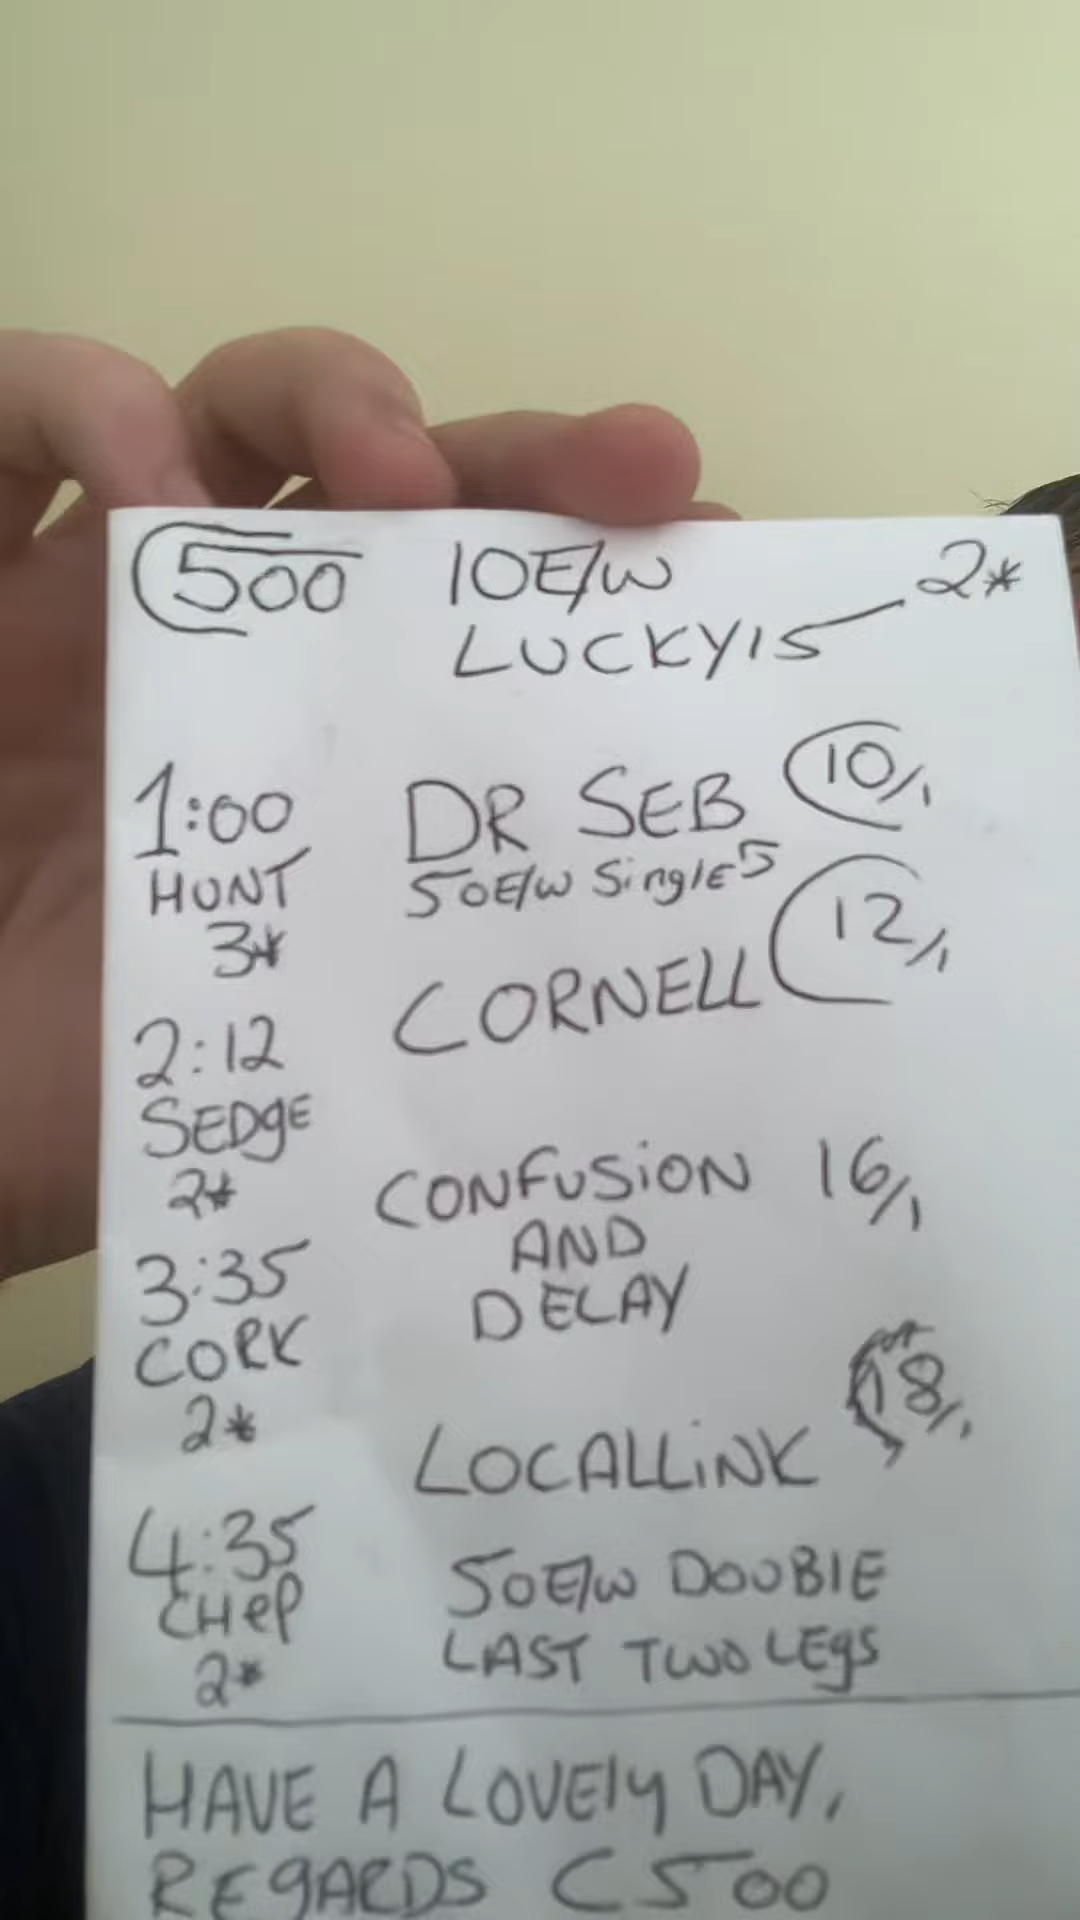 500 10E/W 2*
LUCKY15
1:00 DR SEB 10/1
HUNT 50E/W SinglES
3* CORNELL 12/1
2:12
SEDgE
2* CONFUSION 16/1
AND
3:35 DELAY
CORK
2* LOCALLiNK 18/1
4:35 50E/W DOUBlE
CHeP LAST TWO LEgS
2*
HAVE A LOVEly DAY,
REgARDS C500